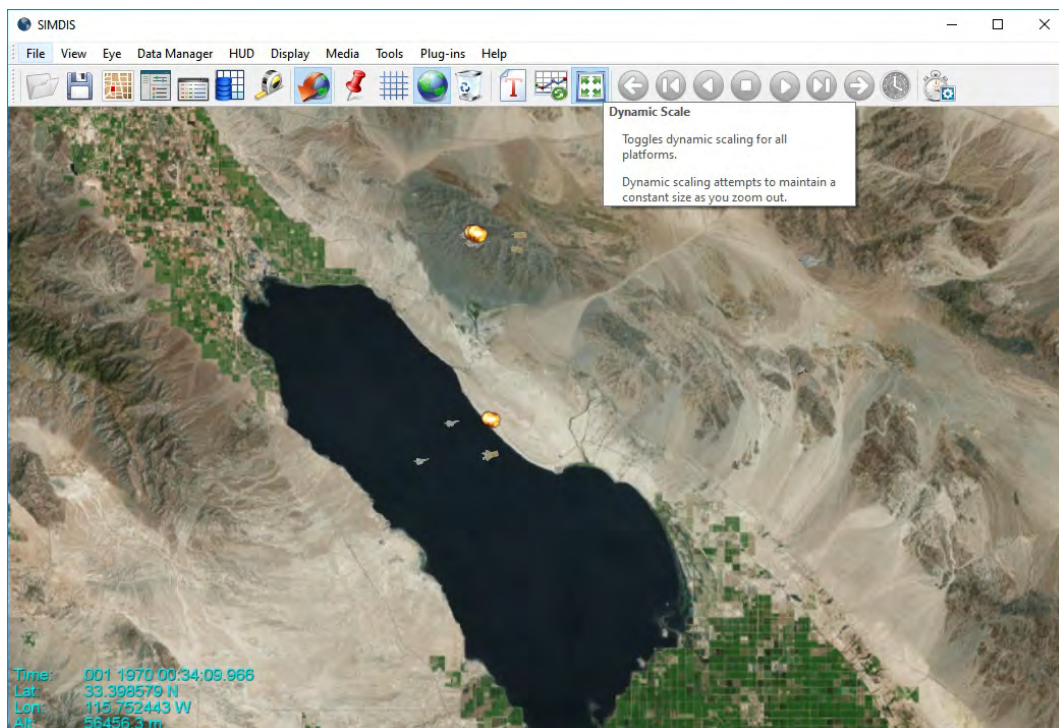 SIMDIS
File View Eye Data Manager HUD Display Media Tools Plug-ins Help
T
Dynamic Scale
Toggles dynamic scaling for all
platforms.
Dynamic scaling attempts to maintain a
constant size as you zoom out.
Time: 001 1970 00:34:09.966
Lat: 33.398579 N
Lon: 115.752443 W
Alt: 56456.3 m